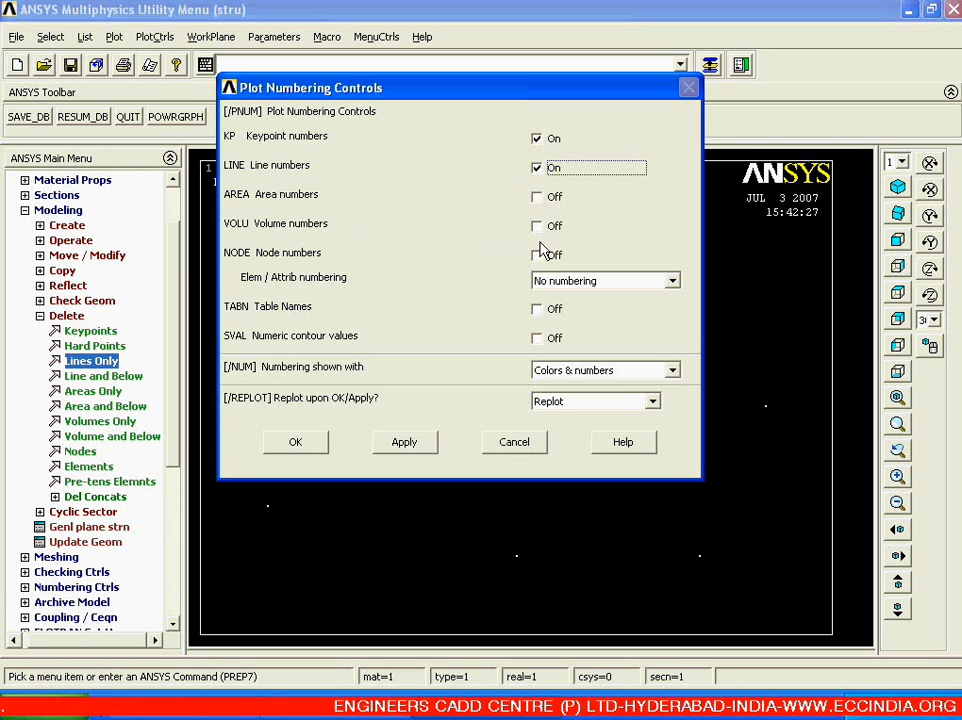 ANSYS Multiphysics Utility Menu (stru)
File Select List Plot PlotCtrls WorkPlane Parameters Macro MenuCtrls Help
ANSYS Toolbar
SAVE_DB RESUM_DB QUIT POWRGRPH
ANSYS Main Menu
Material Props
Sections
Modeling
Create
Operate
Move / Modify
Copy
Reflect
Check Geom
Delete
Keypoints
Hard Points
Lines Only
Line and Below
Areas Only
Area and Below
Volumes Only
Volume and Below
Nodes
Elements
Pre-tens Elemnts
Del Concats
Cyclic Sector
Genl plane strn
Update Geom
Meshing
Checking Ctrls
Numbering Ctrls
Archive Model
Coupling / Ceqn
Plot Numbering Controls
[/PNUM] Plot Numbering Controls
KP Keypoint numbers On
LINE Line numbers On
AREA Area numbers Off
VOLU Volume numbers Off
NODE Node numbers Off
Elem / Attrib numbering No numbering
TABN Table Names Off
SVAL Numeric contour values Off
[/NUM] Numbering shown with Colors & numbers
[/REPLOT] Replot upon OK/Apply? Replot
OK Apply Cancel Help
1
ANSYS
JUL 3 2007
15:42:27
1
Pick a menu item or enter an ANSYS Command (PREP7) mat=1 type=1 real=1 csys=0 secn=1
. ENGINEERS CADD CENTRE (P) LTD-HYDERABAD-INDIA-WWW.ECCINDIA.ORG